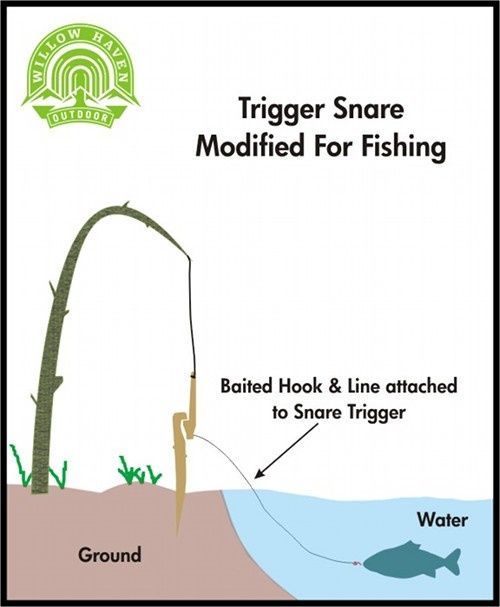 WILLOW HAVEN
OUTDOOR
Trigger Snare
Modified For Fishing
Baited Hook & Line attached
to Snare Trigger
Water
Ground